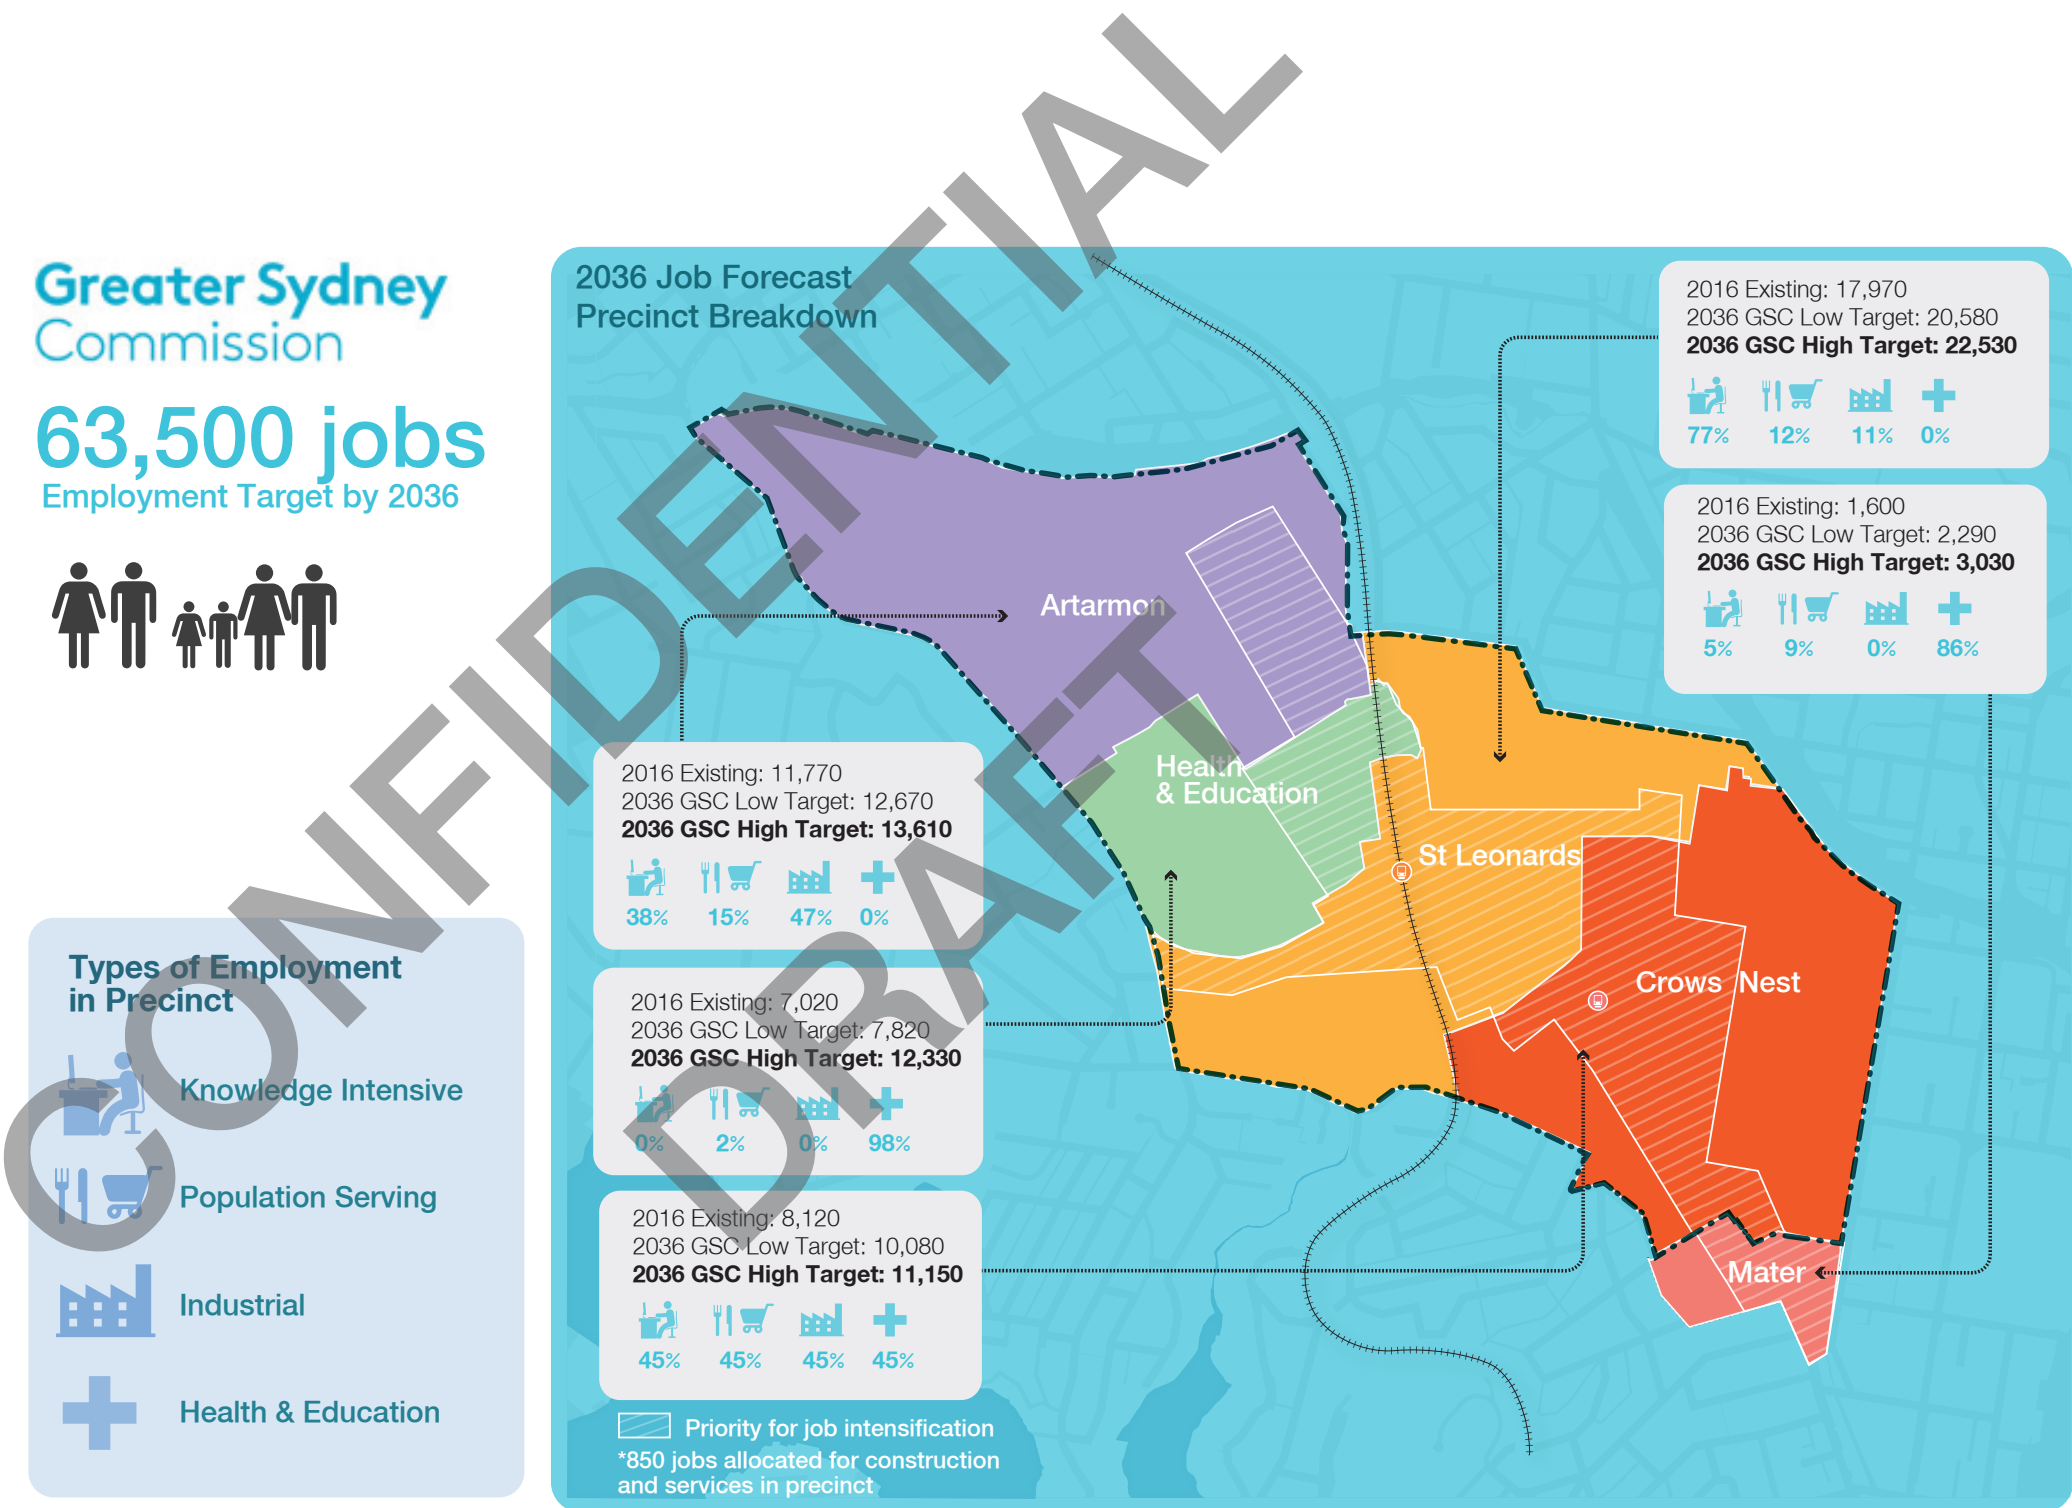 CONFIDENTIAL
DRAFT
Greater Sydney
Commission
63,500 jobs
Employment Target by 2036
Types of Employment
in Precinct
Knowledge Intensive
Population Serving
Industrial
Health & Education
2036 Job Forecast
Precinct Breakdown
2016 Existing: 17,970
2036 GSC Low Target: 20,580
2036 GSC High Target: 22,530
77% 12% 11% 0%
2016 Existing: 1,600
2036 GSC Low Target: 2,290
2036 GSC High Target: 3,030
5% 9% 0% 86%
Artarmon
Health
& Education
St Leonards
Crows Nest
Mater
2016 Existing: 11,770
2036 GSC Low Target: 12,670
2036 GSC High Target: 13,610
38% 15% 47% 0%
2016 Existing: 7,020
2036 GSC Low Target: 7,820
2036 GSC High Target: 12,330
0% 2% 0% 98%
2016 Existing: 8,120
2036 GSC Low Target: 10,080
2036 GSC High Target: 11,150
45% 45% 45% 45%
Priority for job intensification
*850 jobs allocated for construction
and services in precinct